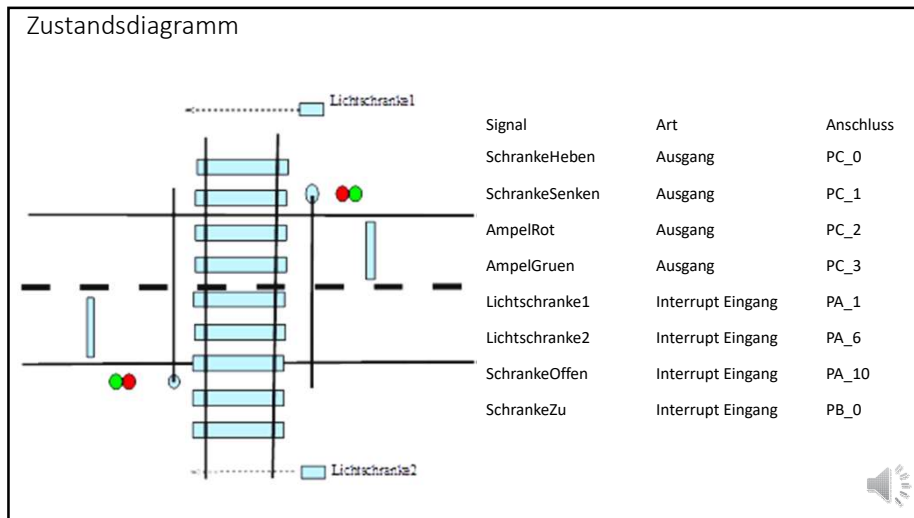 Zustandsdiagramm
Lichtschranke1
Signal Art Anschluss
SchrankeHeben Ausgang PC_0
SchrankeSenken Ausgang PC_1
AmpelRot Ausgang PC_2
AmpelGruen Ausgang PC_3
Lichtschranke1 Interrupt Eingang PA_1
Lichtschranke2 Interrupt Eingang PA_6
SchrankeOffen Interrupt Eingang PA_10
SchrankeZu Interrupt Eingang PB_0
Lichtschranke2